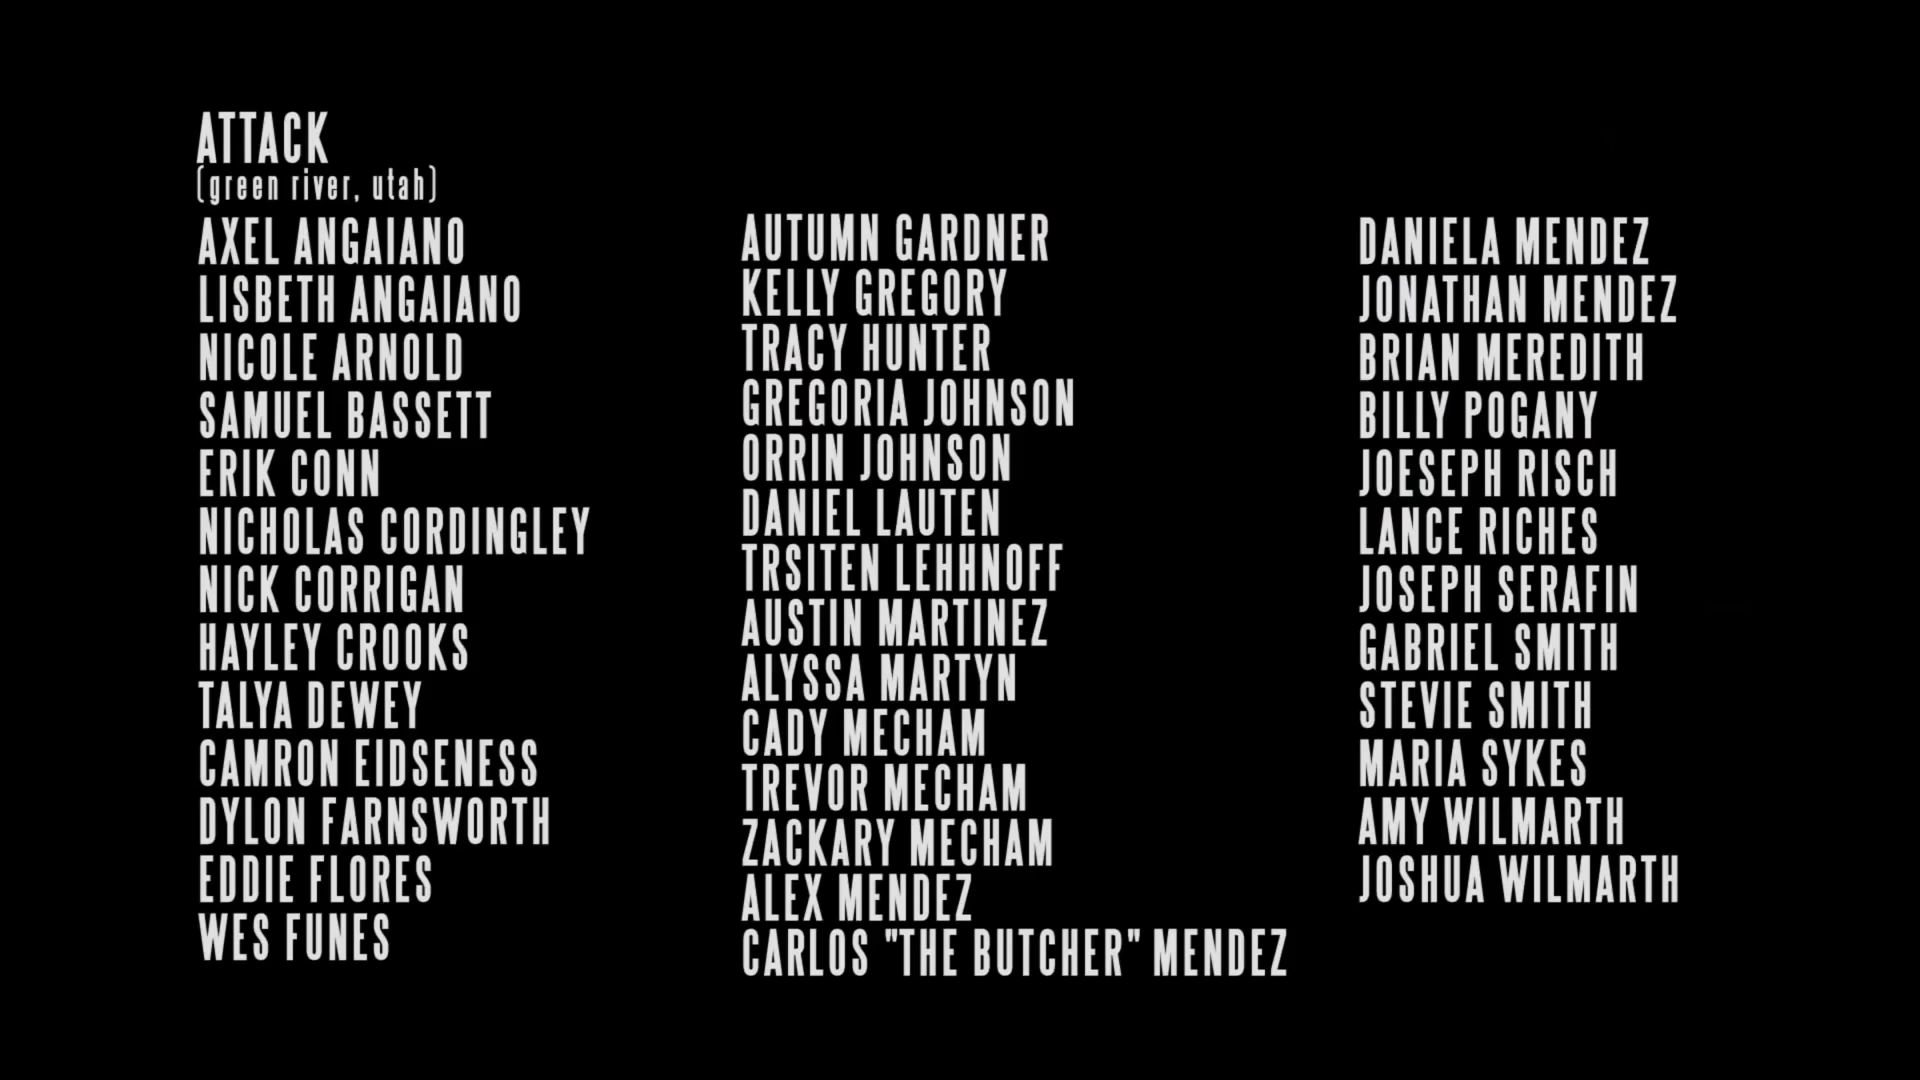 ATTACK
(green river, utah)
AXEL ANGAIANO
LISBETH ANGAIANO
NICOLE ARNOLD
SAMUEL BASSETT
ERIK CONN
NICHOLAS CORDINGLEY
NICK CORRIGAN
HAYLEY CROOKS
TALYA DEWEY
CAMRON EIDSENESS
DYLON FARNSWORTH
EDDIE FLORES
WES FUNES
AUTUMN GARDNER
KELLY GREGORY
TRACY HUNTER
GREGORIA JOHNSON
ORRIN JOHNSON
DANIEL LAUTEN
TRSITEN LEHHNOFF
AUSTIN MARTINEZ
ALYSSA MARTYN
CADY MECHAM
TREVOR MECHAM
ZACKARY MECHAM
ALEX MENDEZ
CARLOS "THE BUTCHER" MENDEZ
DANIELA MENDEZ
JONATHAN MENDEZ
BRIAN MEREDITH
BILLY POGANY
JOESEPH RISCH
LANCE RICHES
JOSEPH SERAFIN
GABRIEL SMITH
STEVIE SMITH
MARIA SYKES
AMY WILMARTH
JOSHUA WILMARTH